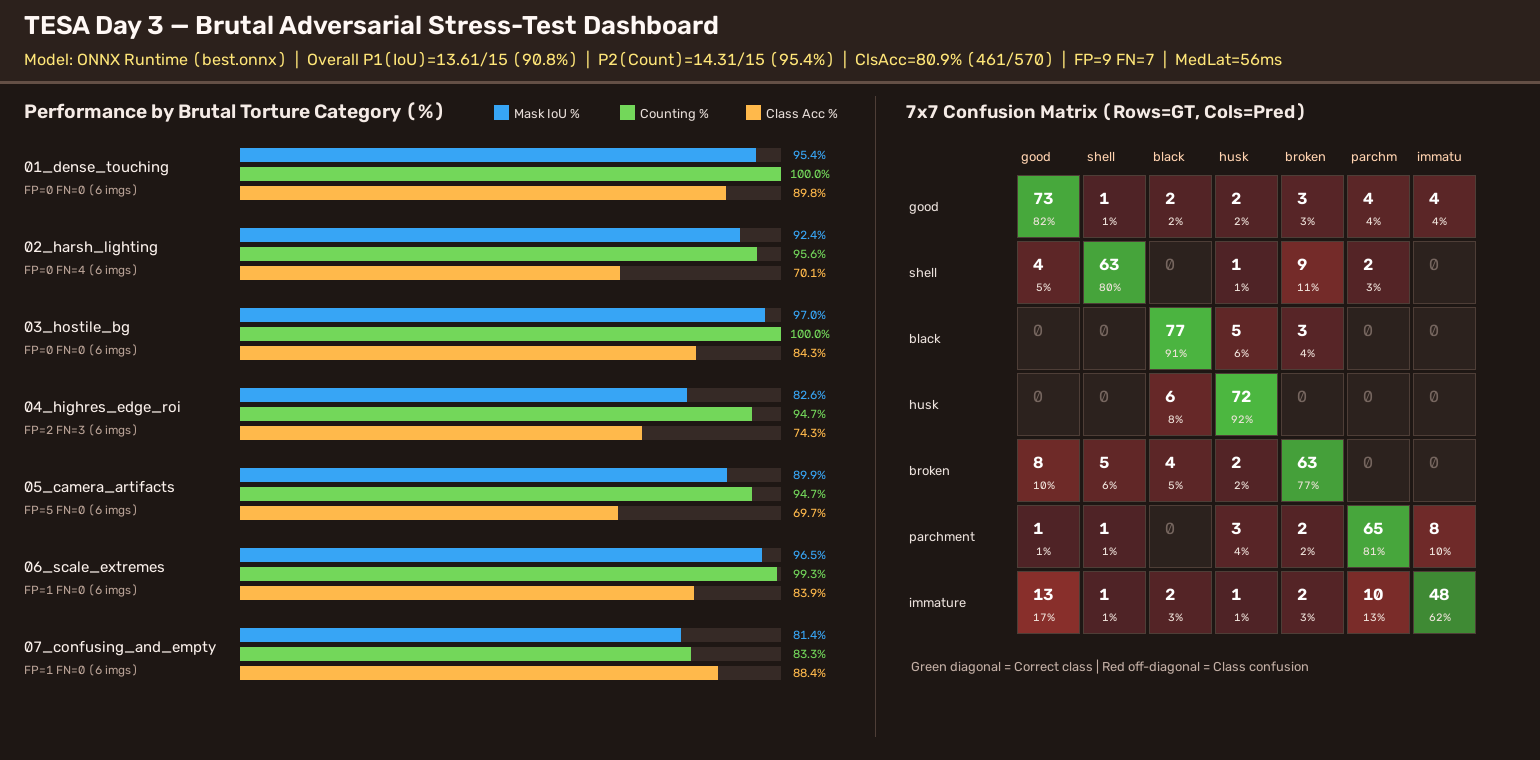 TESA Day 3 — Brutal Adversarial Stress-Test Dashboard
Model: ONNX Runtime (best.onnx) | Overall P1(IoU)=13.61/15 (90.8%) | P2(Count)=14.31/15 (95.4%) | ClsAcc=80.9% (461/570) | FP=9 FN=7 | MedLat=56ms
Performance by Brutal Torture Category (%)
Mask IoU % Counting % Class Acc %
01_dense_touching
FP=0 FN=0 (6 imgs)
95.4%
100.0%
89.8%
02_harsh_lighting
FP=0 FN=4 (6 imgs)
92.4%
95.6%
70.1%
03_hostile_bg
FP=0 FN=0 (6 imgs)
97.0%
100.0%
84.3%
04_highres_edge_roi
FP=2 FN=3 (6 imgs)
82.6%
94.7%
74.3%
05_camera_artifacts
FP=5 FN=0 (6 imgs)
89.9%
94.7%
69.7%
06_scale_extremes
FP=1 FN=0 (6 imgs)
96.5%
99.3%
83.9%
07_confusing_and_empty
FP=1 FN=0 (6 imgs)
81.4%
83.3%
88.4%
7x7 Confusion Matrix (Rows=GT, Cols=Pred)
good shell black husk broken parchm immatu
good
73 1 2 2 3 4 4
82% 1% 2% 2% 3% 4% 4%
shell
4 63 0 1 9 2 0
5% 80% 1% 11% 3%
black
0 0 77 5 3 0 0
91% 6% 4%
husk
0 0 6 72 0 0 0
8% 92%
broken
8 5 4 2 63 0 0
10% 6% 5% 2% 77%
parchment
1 1 0 3 2 65 8
1% 1% 4% 2% 81% 10%
immature
13 1 2 1 2 10 48
17% 1% 3% 1% 3% 13% 62%
Green diagonal = Correct class | Red off-diagonal = Class confusion